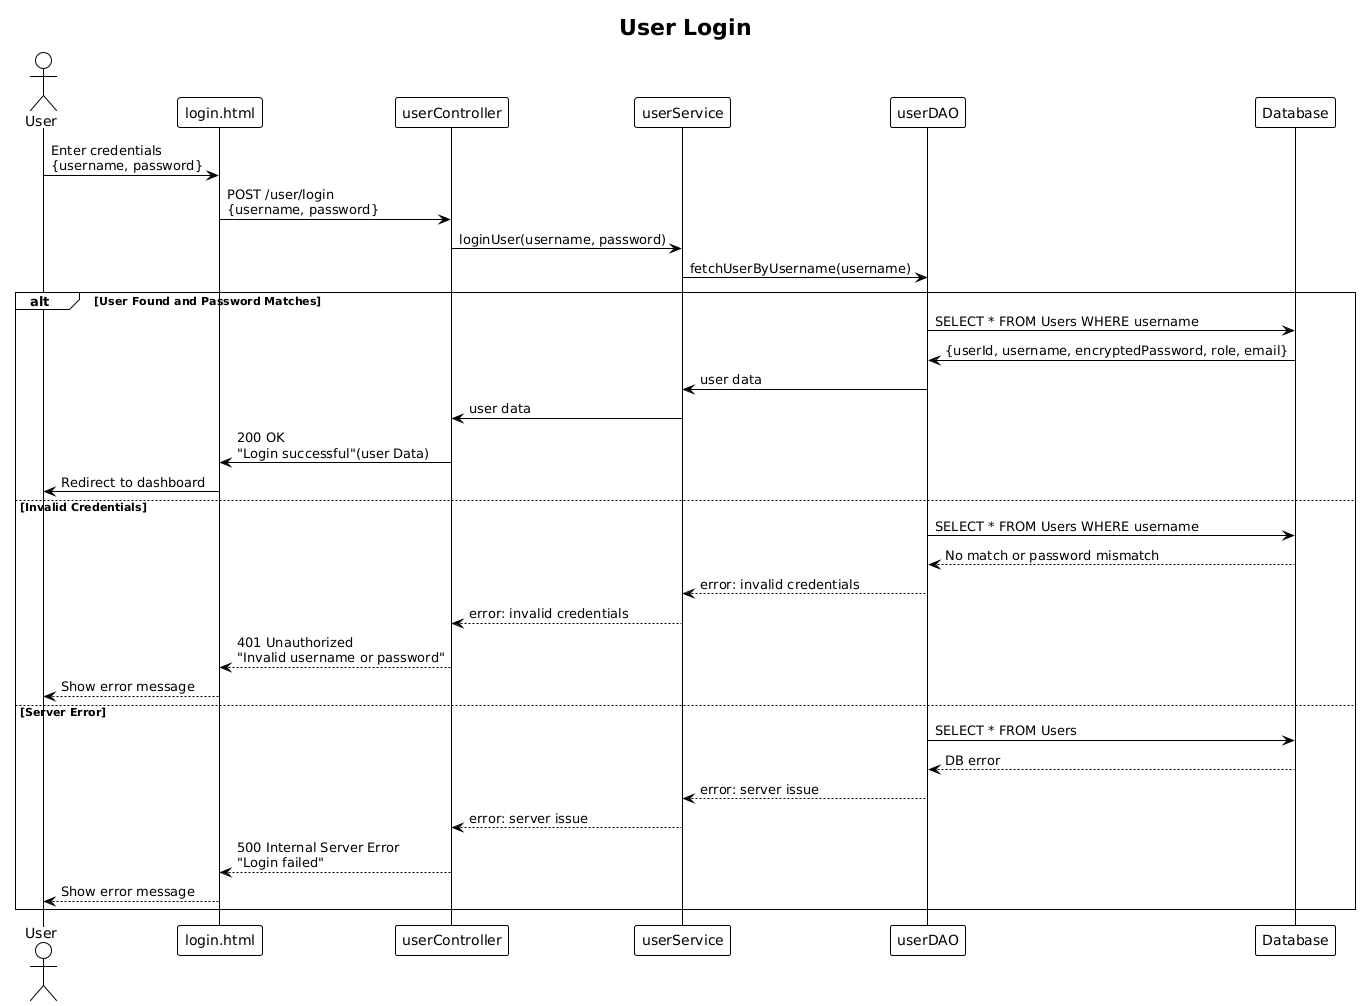 User Login
User
login.html
userController
userService
userDAO
Database
Enter credentials
{username, password}
POST /user/login
{username, password}
loginUser(username, password)
fetchUserByUsername(username)
alt
[User Found and Password Matches]
SELECT * FROM Users WHERE username
{userId, username, encryptedPassword, role, email}
user data
user data
200 OK
"Login successful"(user Data)
Redirect to dashboard
[Invalid Credentials]
SELECT * FROM Users WHERE username
No match or password mismatch
error: invalid credentials
error: invalid credentials
401 Unauthorized
"Invalid username or password"
Show error message
[Server Error]
SELECT * FROM Users
DB error
error: server issue
error: server issue
500 Internal Server Error
"Login failed"
Show error message
User
login.html
userController
userService
userDAO
Database